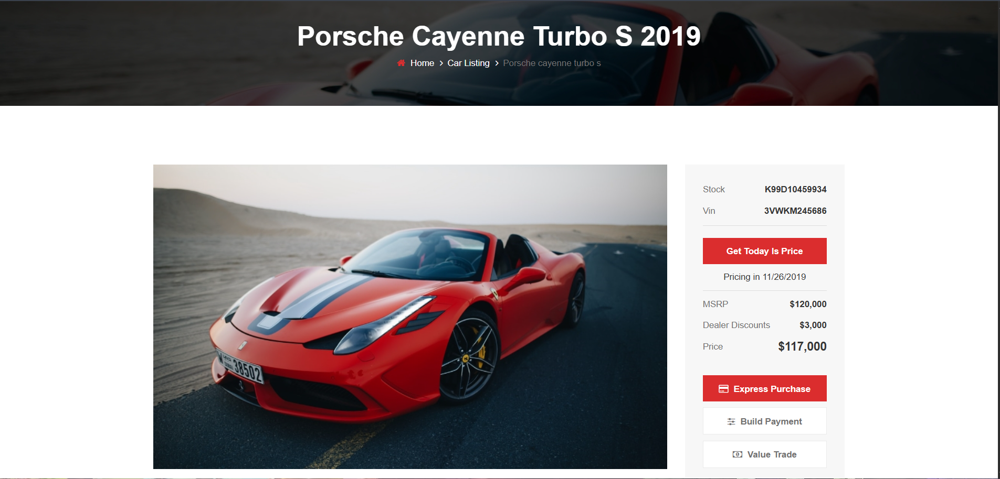 Porsche Cayenne Turbo S 2019
Home > Car Listing > Porsche cayenne turbo s
Stock K99D10459934
Vin 3VWKM245686
Get Today Is Price
Pricing in 11/26/2019
MSRP $120,000
Dealer Discounts $3,000
Price $117,000
38502
Express Purchase
Build Payment
Value Trade